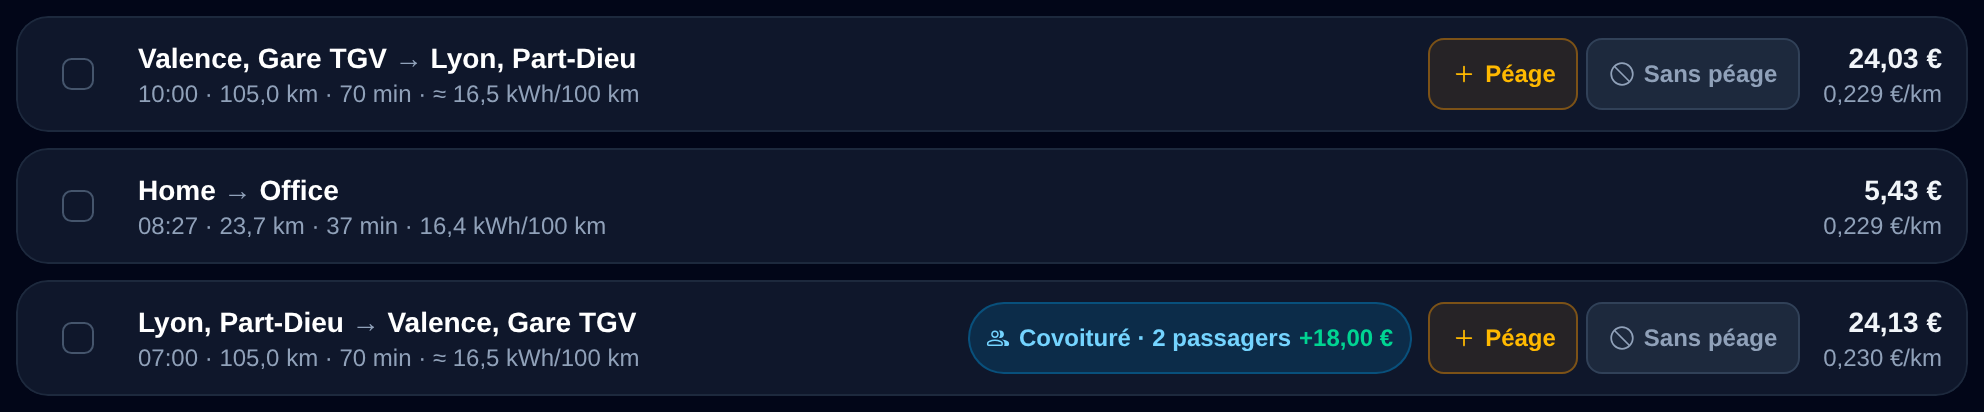 Valence, Gare TGV → Lyon, Part-Dieu
10:00 · 105,0 km · 70 min · ≈ 16,5 kWh/100 km
+ Péage
Sans péage
24,03 €
0,229 €/km
Home → Office
08:27 · 23,7 km · 37 min · 16,4 kWh/100 km
5,43 €
0,229 €/km
Lyon, Part-Dieu → Valence, Gare TGV
07:00 · 105,0 km · 70 min · ≈ 16,5 kWh/100 km
Covoituré · 2 passagers +18,00 €
+ Péage
Sans péage
24,13 €
0,230 €/km